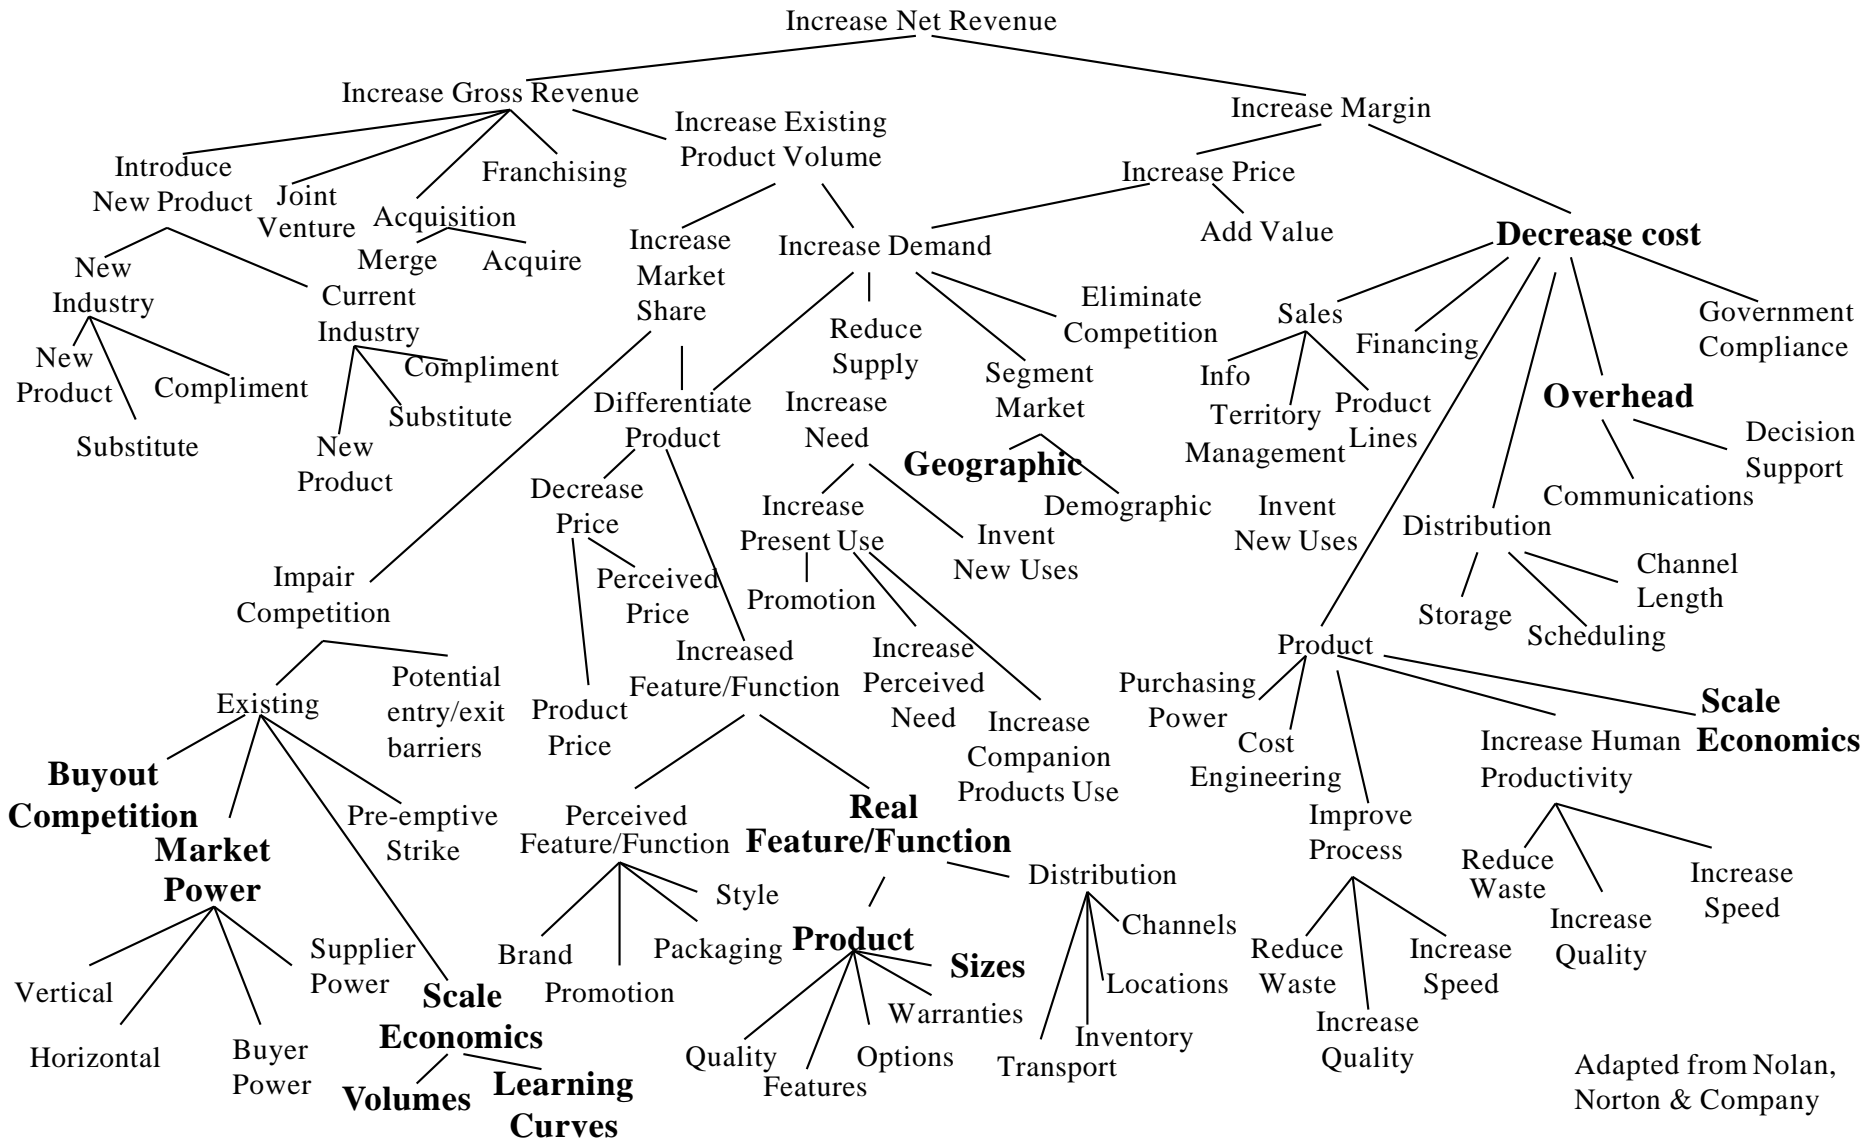 Increase Net Revenue
Increase Gross Revenue
Increase Margin
Increase Existing
Product Volume
Introduce
New Product
Joint
Venture
Acquisition
Franchising
Increase Price
Add Value
Decrease cost
Merge
Acquire
Increase
Market
Share
Increase Demand
New
Industry
Current
Industry
New
Product
Compliment
Substitute
Compliment
Substitute
New
Product
Reduce
Supply
Eliminate
Competition
Segment
Market
Sales
Financing
Government
Compliance
Info
Territory
Management
Product
Lines
Overhead
Decision
Support
Communications
Differentiate
Product
Increase
Need
Geographic
Demographic
Decrease
Price
Increase
Present Use
Invent
New Uses
Invent
New Uses
Distribution
Channel
Length
Storage
Scheduling
Impair
Competition
Perceived
Price
Promotion
Increased
Feature/Function
Increase
Perceived
Need
Product
Existing
Potential
entry/exit
barriers
Product
Price
Increase
Companion
Products Use
Purchasing
Power
Cost
Engineering
Increase Human
Productivity
Scale
Economics
Buyout
Competition
Market
Power
Pre-emptive
Strike
Perceived
Feature/Function
Real
Feature/Function
Improve
Process
Reduce
Waste
Increase
Quality
Increase
Speed
Style
Distribution
Brand
Promotion
Packaging
Product
Sizes
Channels
Locations
Reduce
Waste
Increase
Speed
Increase
Quality
Vertical
Horizontal
Buyer
Power
Supplier
Power
Scale
Economics
Volumes
Learning
Curves
Quality
Features
Options
Warranties
Transport
Inventory
Adapted from Nolan,
Norton & Company